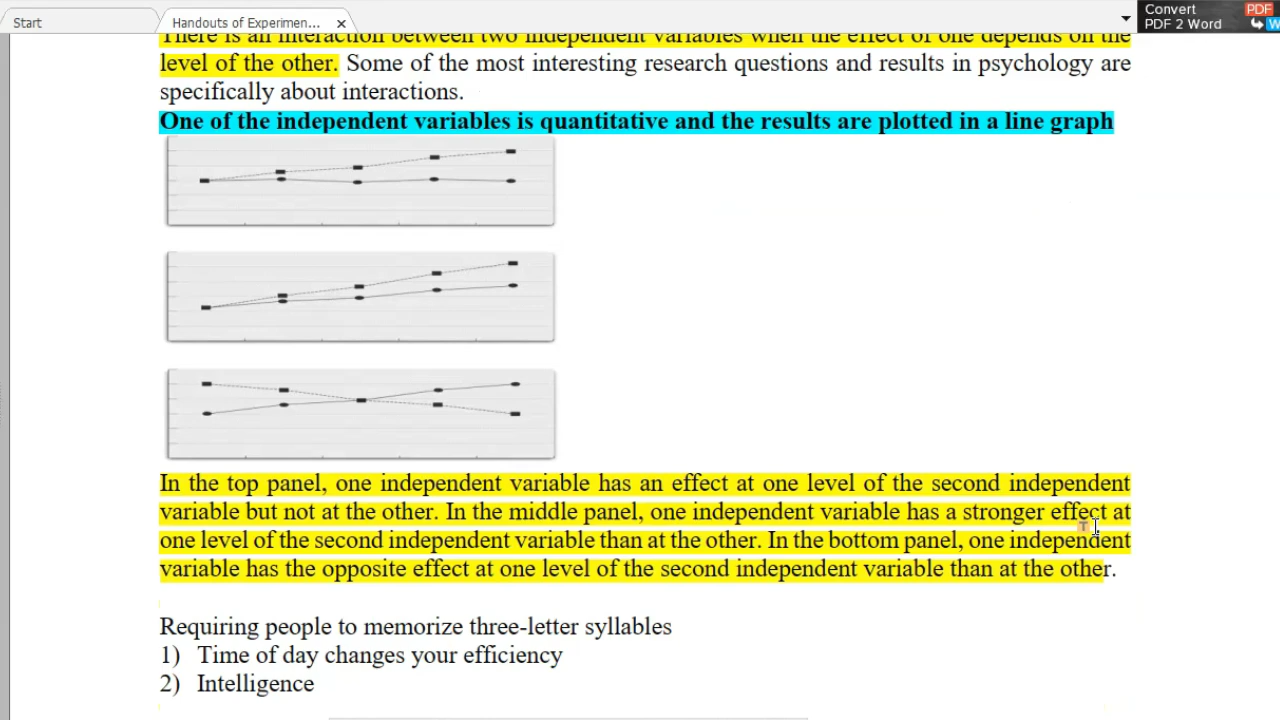 Start
Handouts of Experimen...
Convert PDF
PDF 2 Word W
There is an interaction between two independent variables when the effect of one depends on the
level of the other. Some of the most interesting research questions and results in psychology are
specifically about interactions.
One of the independent variables is quantitative and the results are plotted in a line graph
In the top panel, one independent variable has an effect at one level of the second independent
variable but not at the other. In the middle panel, one independent variable has a stronger effect at
one level of the second independent variable than at the other. In the bottom panel, one independent
variable has the opposite effect at one level of the second independent variable than at the other.
Requiring people to memorize three-letter syllables
1) Time of day changes your efficiency
2) Intelligence